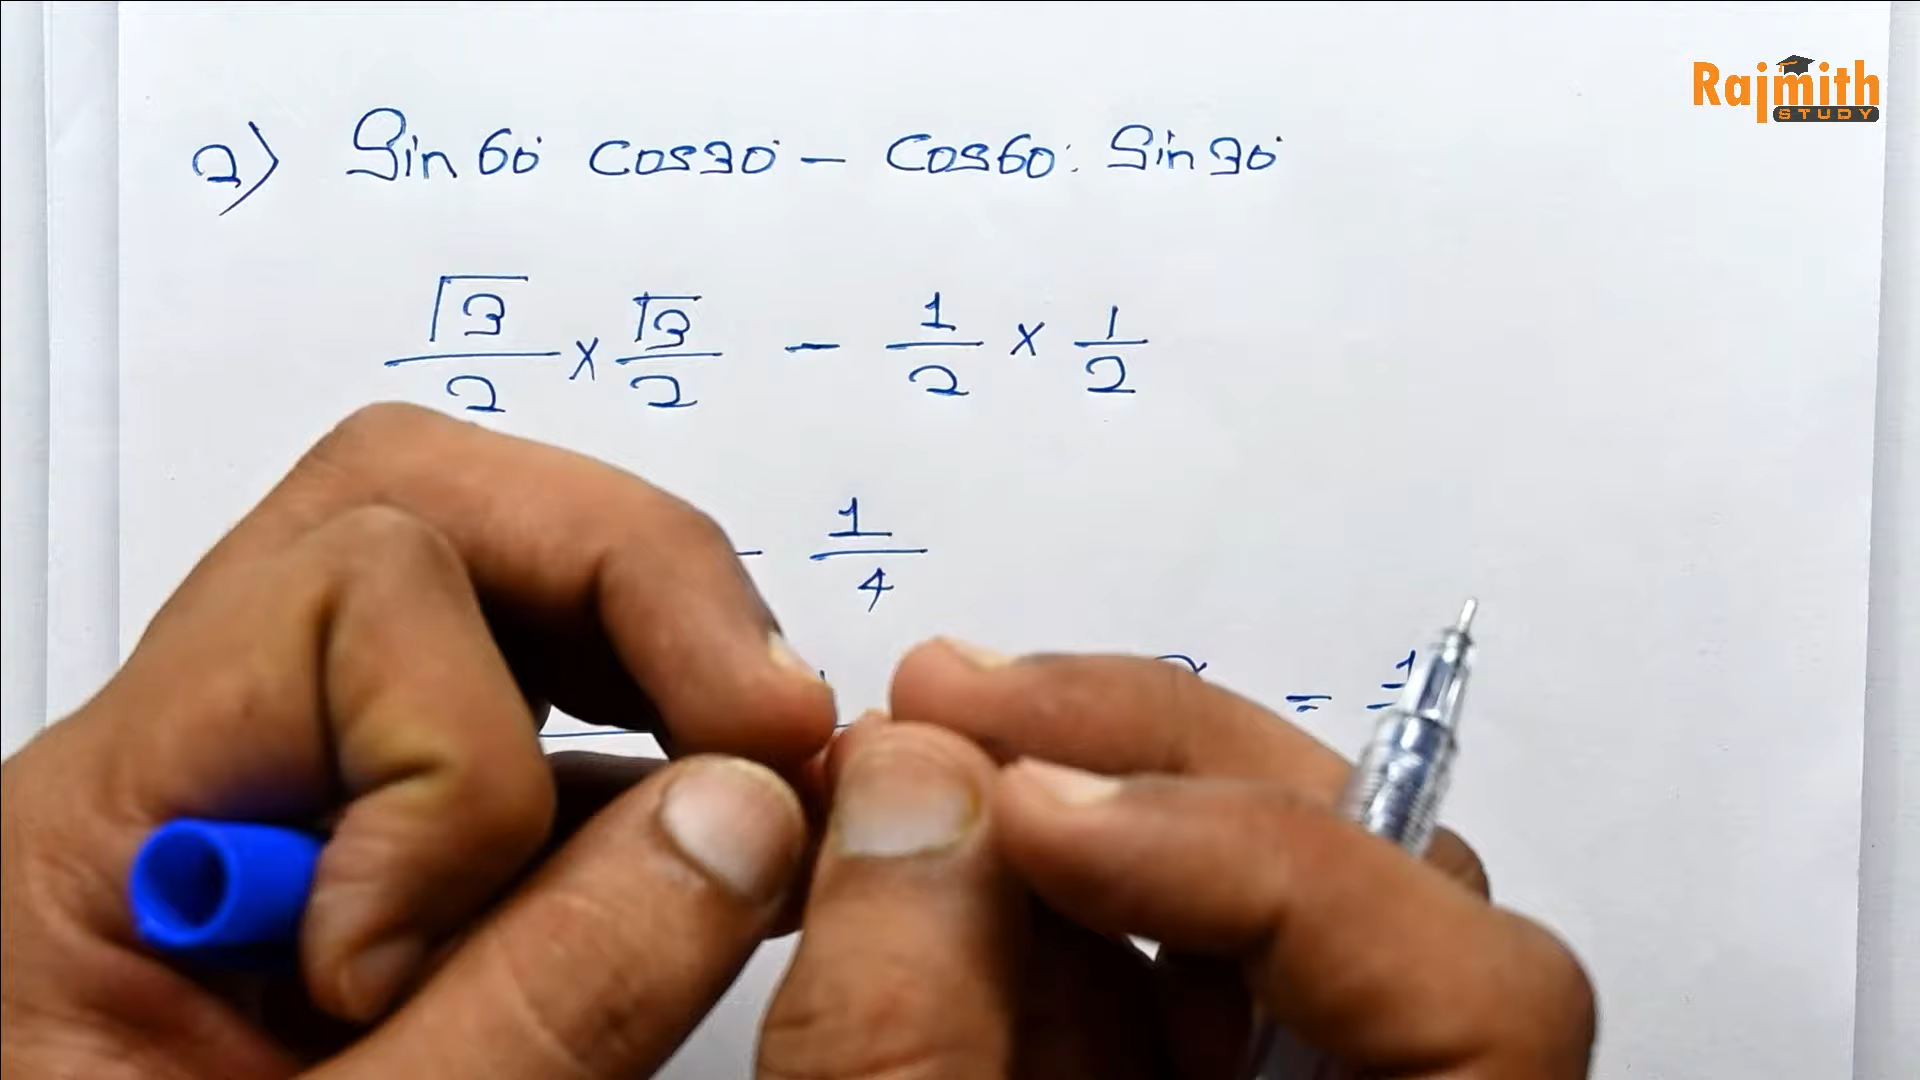 Rajmith
STUDY
2) Sin 60° cos 30° - cos 60° Sin 30°
√3/2 × √3/2 - 1/2 × 1/2
- 1/4
= 1